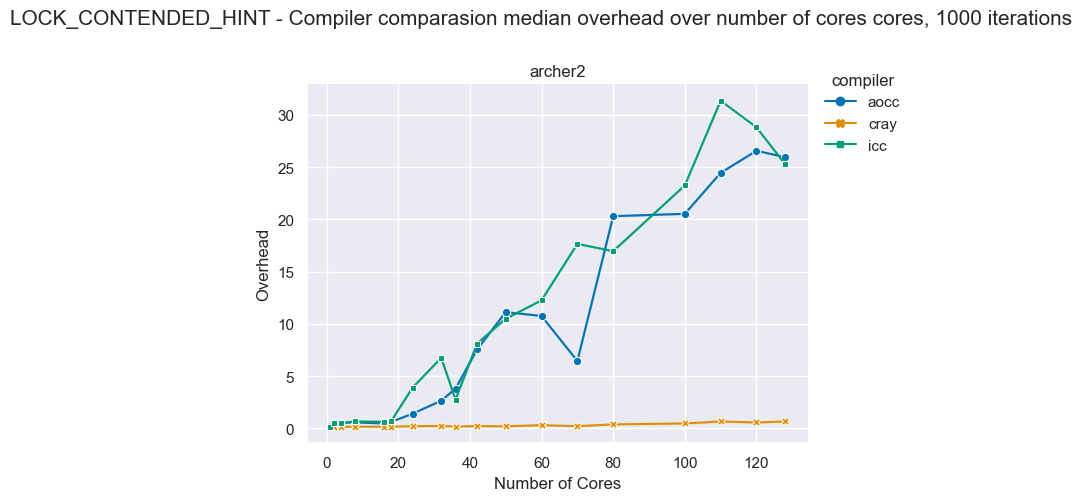 LOCK_CONTENDED_HINT - Compiler comparasion median overhead over number of cores cores, 1000 iterations
archer2
compiler
aocc
cray
icc
30
25
20
15
10
5
0
Overhead
0 20 40 60 80 100 120
Number of Cores